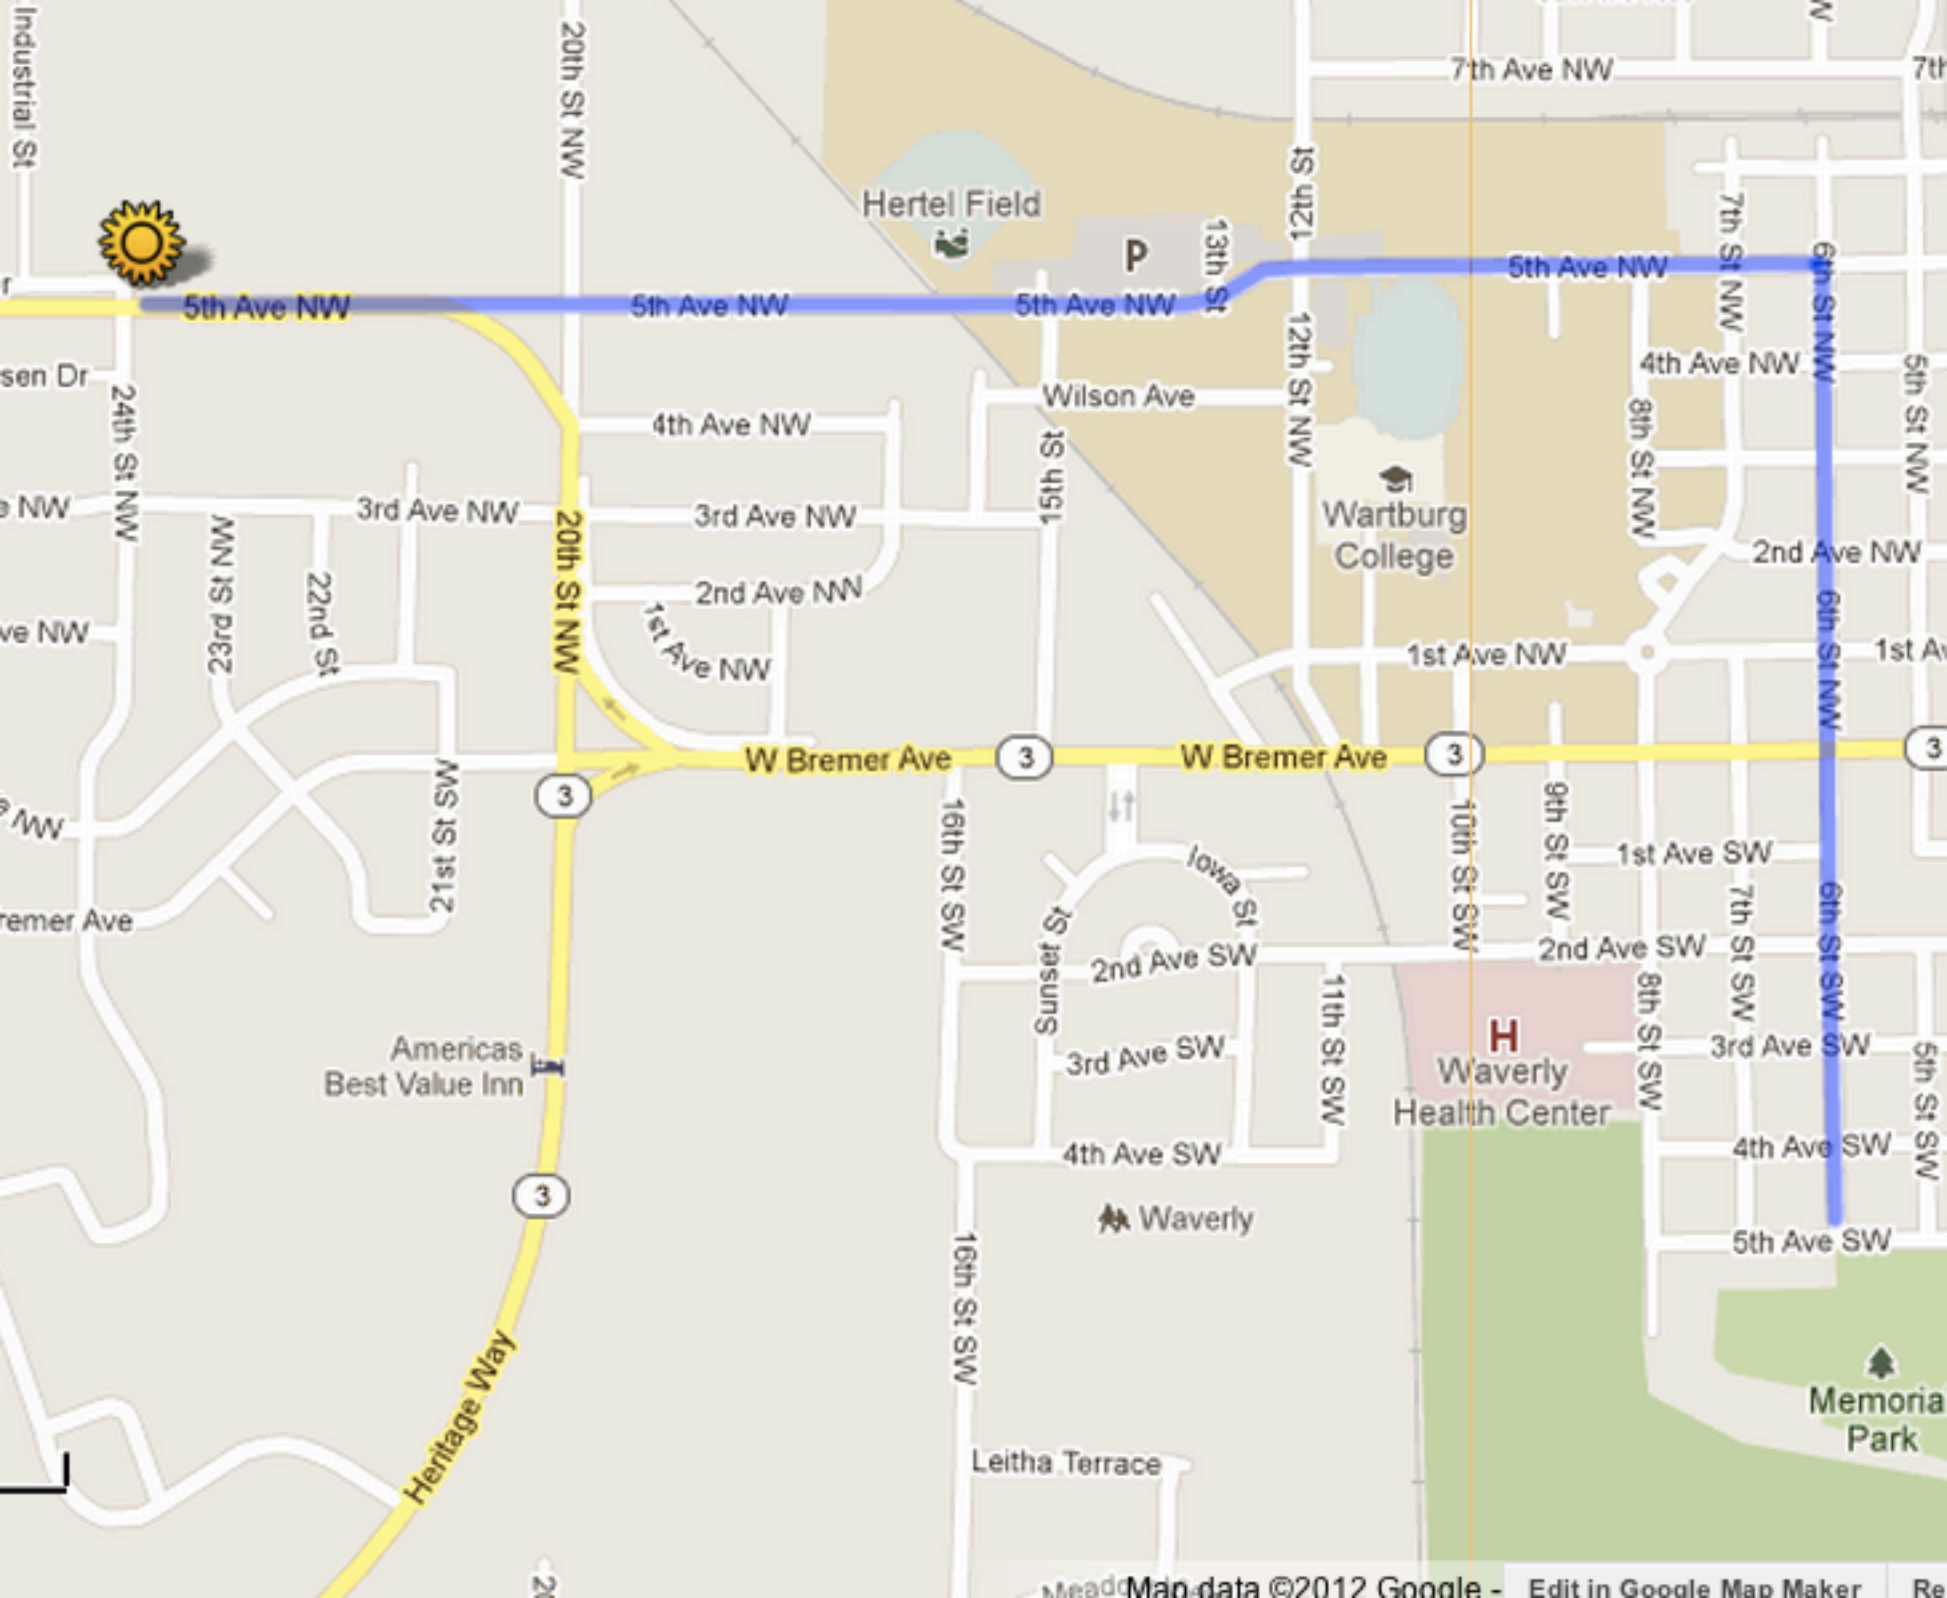 Industrial St
20th St NW
7th Ave NW
7th
W
12th St NW
Hertel Field
P
13th St
7th St NW
6th St NW
5th Ave NW
5th Ave NW
5th Ave NW
5th Ave NW
r
sen Dr
24th St NW
4th Ave NW
Wilson Ave
12th St NW
4th Ave NW
8th St NW
5th St NW
15th St
e NW
3rd Ave NW
3rd Ave NW
20th St NW
Wartburg
College
2nd Ave NW
23rd St NW
22nd St
2nd Ave NW
1st Ave NW
6th St NW
ve NW
1st Ave NW
1st Av
W Bremer Ave
3
W Bremer Ave
3
3
3
e NW
21st St SW
16th St SW
Iowa St
10th St SW
9th St SW
1st Ave SW
7th St SW
6th St SW
remer Ave
Sunset St
2nd Ave SW
2nd Ave SW
11th St SW
8th St SW
Americas
Best Value Inn
3rd Ave SW
H
Waverly
Health Center
3rd Ave SW
5th St SW
4th Ave SW
4th Ave SW
3
Waverly
5th Ave SW
16th St SW
Heritage Way
Memoria
Park
Leitha Terrace
20
Map data ©2012 Google -
Edit in Google Map Maker
Re